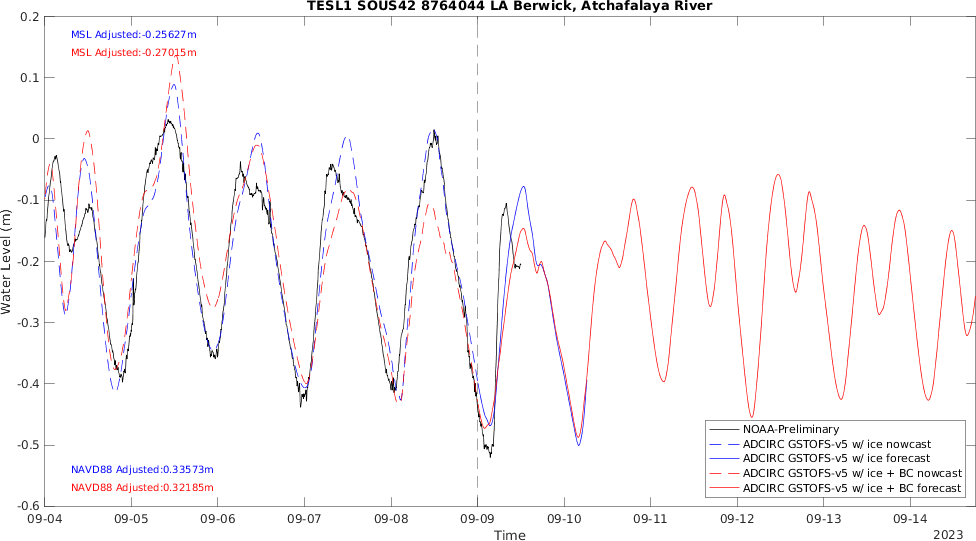 TESL1 SOUS42 8764044 LA Berwick, Atchafalaya River
0.2
MSL Adjusted:-0.25627m
MSL Adjusted:-0.27015m
0.1
0
-0.1
-0.2
-0.3
-0.4
-0.5
-0.6
Water Level (m)
NAVD88 Adjusted:0.33573m
NAVD88 Adjusted:0.32185m
NOAA-Preliminary
ADCIRC GSTOFS-v5 w/ ice nowcast
ADCIRC GSTOFS-v5 w/ ice forecast
ADCIRC GSTOFS-v5 w/ ice + BC nowcast
ADCIRC GSTOFS-v5 w/ ice + BC forecast
09-04 09-05 09-06 09-07 09-08 09-09 09-10 09-11 09-12 09-13 09-14
Time
2023